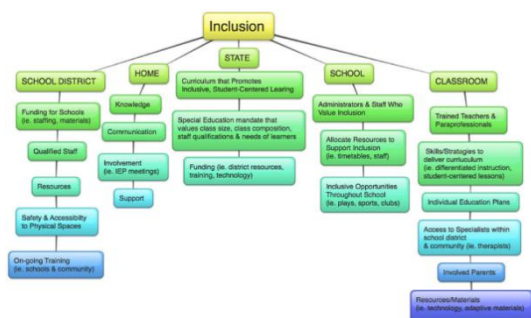 Inclusion
SCHOOL DISTRICT
Funding for Schools
(ie. staffing, materials)
Qualified Staff
Resources
Safety & Accessibility
to Physical Spaces
On-going Training
(ie. schools & community)
HOME
Knowledge
Communication
Involvement
(ie. IEP meetings)
Support
STATE
Curriculum that Promotes
Inclusive, Student-Centered Learing
Special Education mandate that
values class size, class composition,
staff qualifications & needs of learners
Funding (ie. district resources,
training, technology)
SCHOOL
Administrators & Staff Who
Value Inclusion
Allocate Resources to
Support Inclusion
(ie. timetables, staff)
Inclusive Opportunities
Throughout School
(ie. plays, sports, clubs)
CLASSROOM
Trained Teachers &
Paraprofessionals
Skills/Strategies to
deliver curriculum
(ie. differentiated instruction,
student-centered lessons)
Individual Education Plans
Access to Specialists within
school district
& community (ie. therapists)
Involved Parents
Resources/Materials
(ie. technology, adaptive materials)